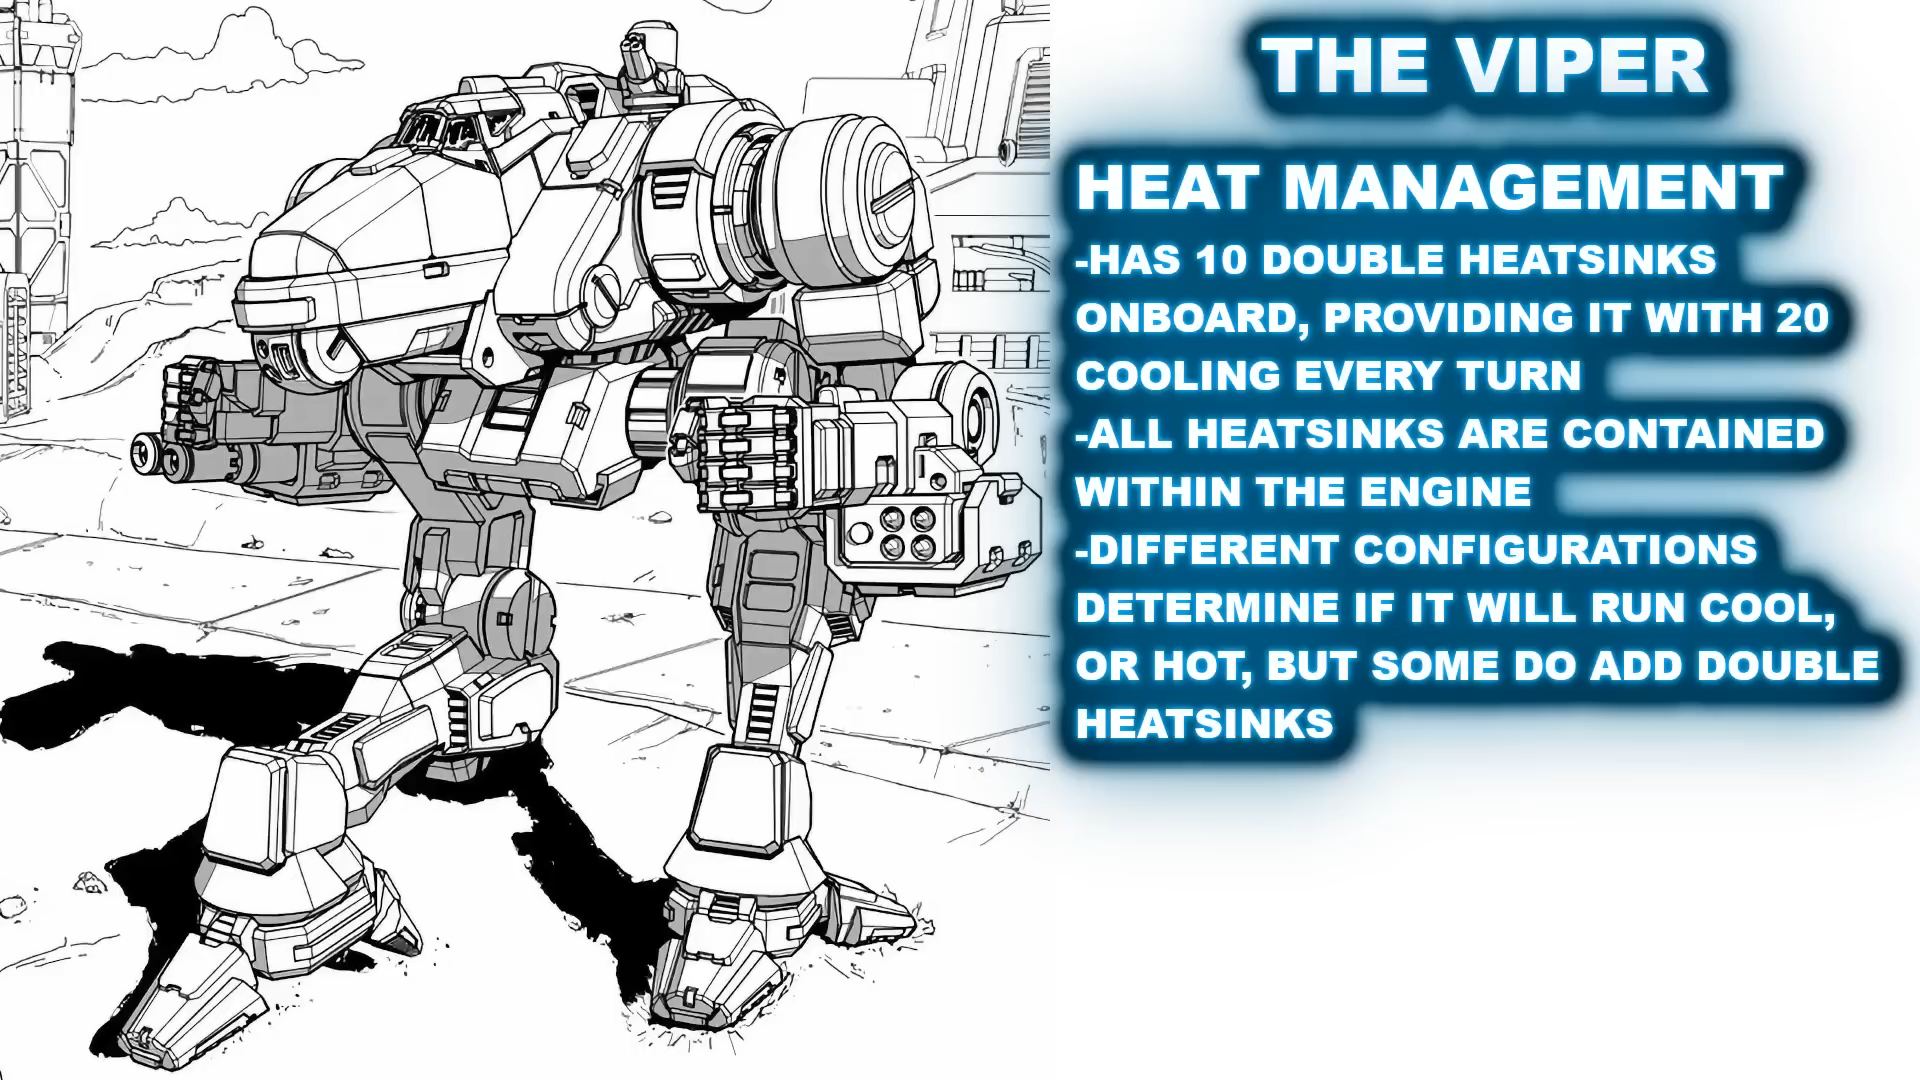 THE VIPER
HEAT MANAGEMENT
-HAS 10 DOUBLE HEATSINKS
ONBOARD, PROVIDING IT WITH 20
COOLING EVERY TURN
-ALL HEATSINKS ARE CONTAINED
WITHIN THE ENGINE
-DIFFERENT CONFIGURATIONS
DETERMINE IF IT WILL RUN COOL,
OR HOT, BUT SOME DO ADD DOUBLE
HEATSINKS